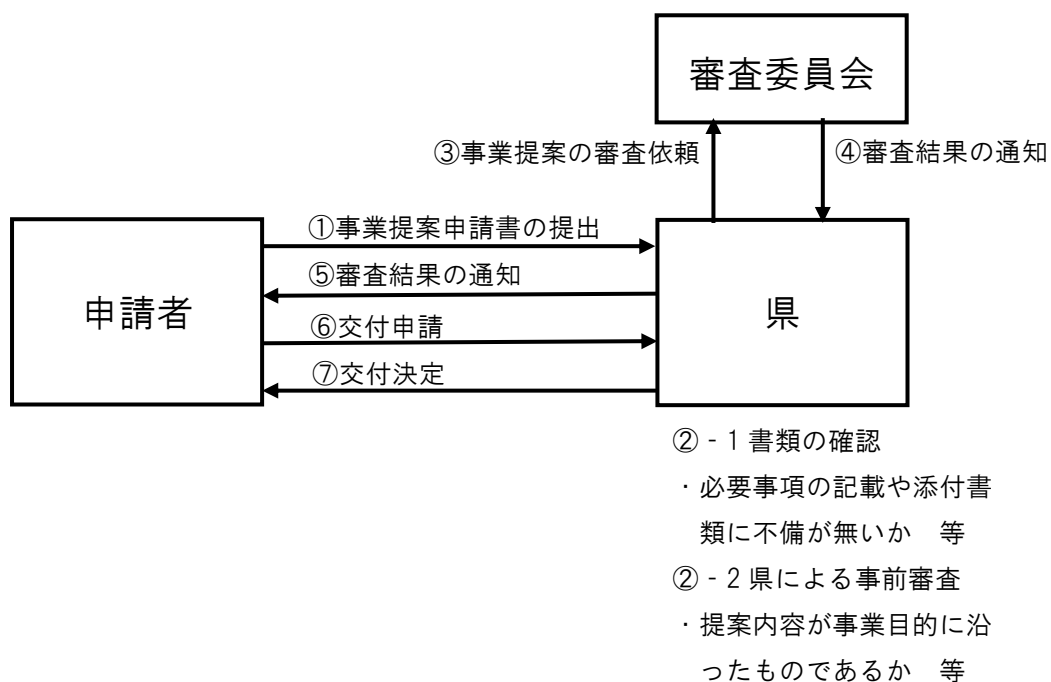 審査委員会
③事業提案の審査依頼
④審査結果の通知
①事業提案申請書の提出
⑤審査結果の通知
申請者
県
⑥交付申請
⑦交付決定
②‐1書類の確認
・必要事項の記載や添付書
類に不備が無いか　等
②‐2県による事前審査
・提案内容が事業目的に沿
ったものであるか　等